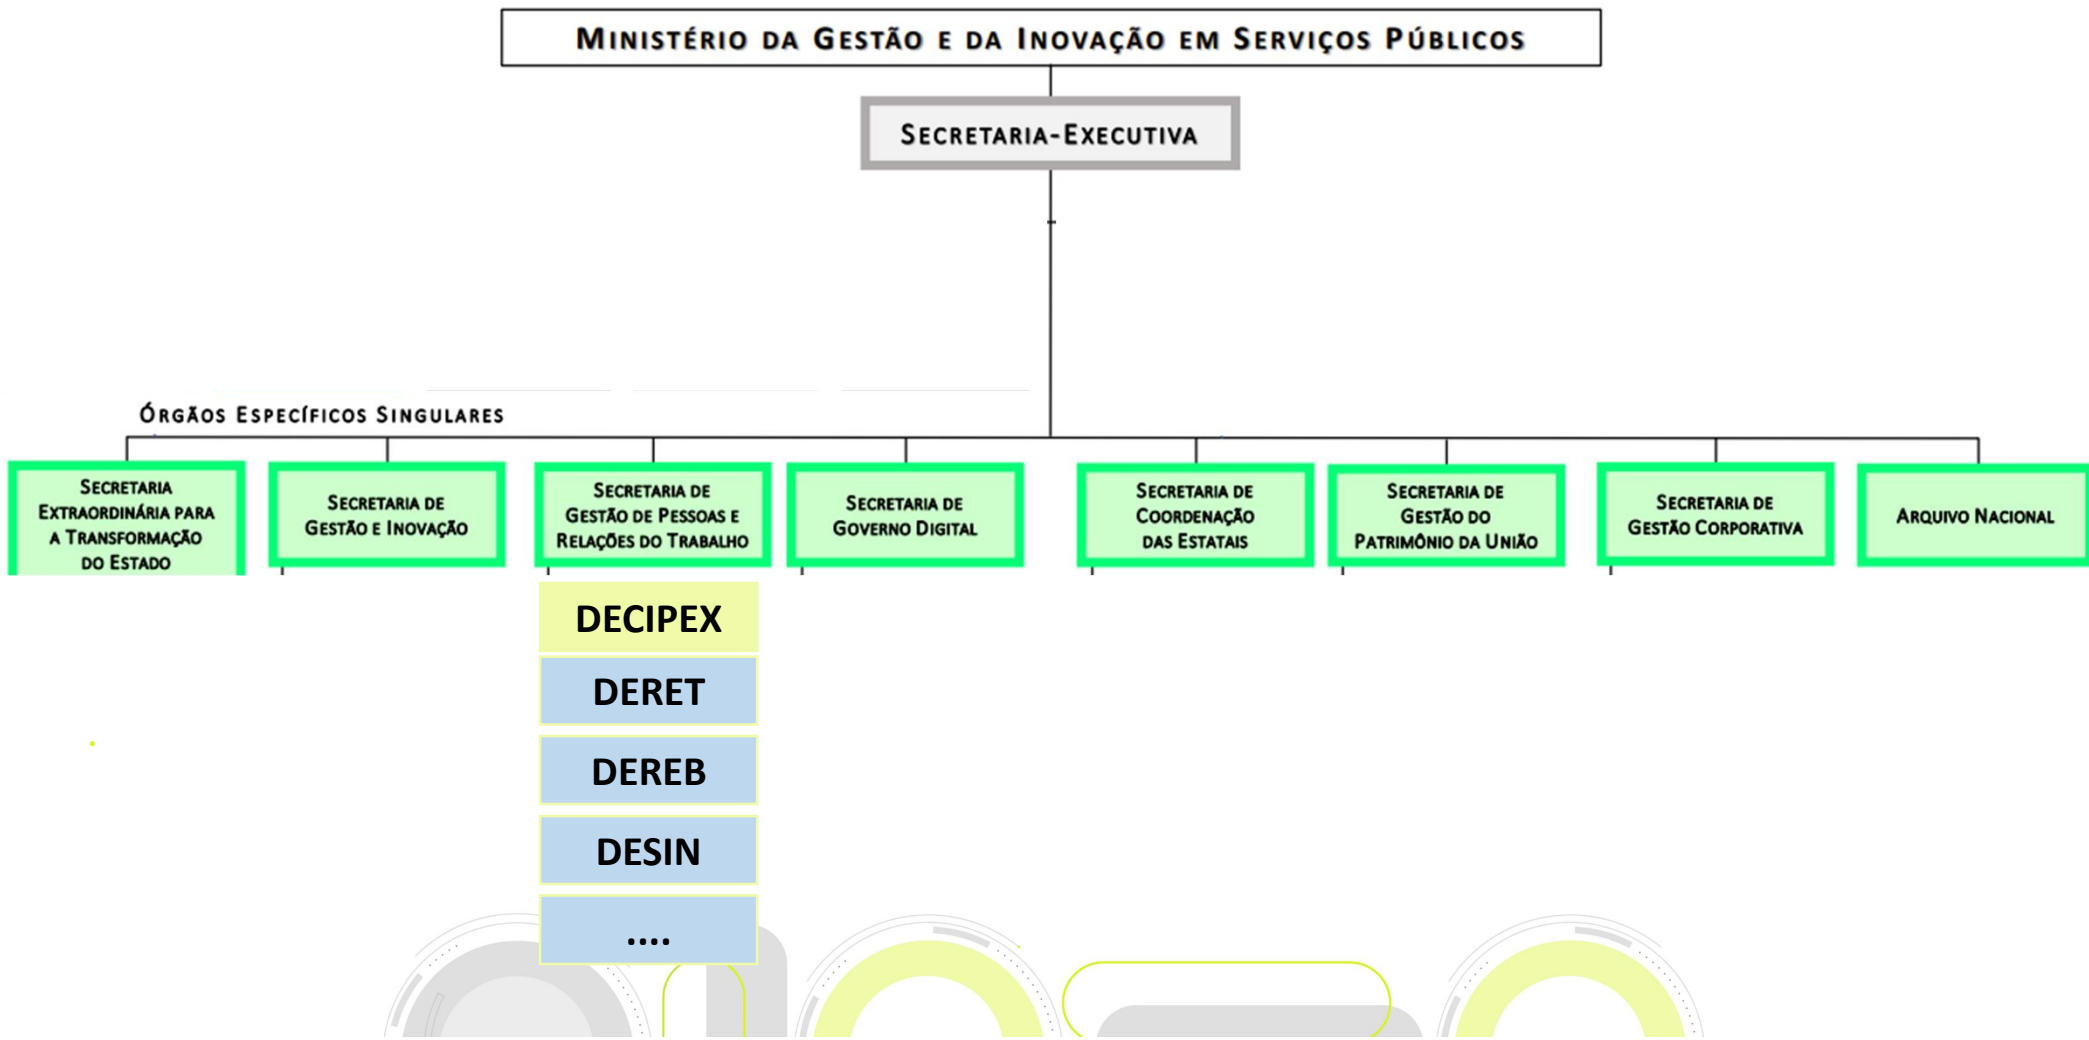 MINISTÉRIO DA GESTÃO E DA INOVAÇÃO EM SERVIÇOS PÚBLICOS
SECRETARIA-EXECUTIVA
ÓRGÃOS ESPECÍFICOS SINGULARES
SECRETARIA
EXTRAORDINÁRIA PARA
A TRANSFORMAÇÃO
DO ESTADO
SECRETARIA DE
GESTÃO E INOVAÇÃO
SECRETARIA DE
GESTÃO DE PESSOAS E
RELAÇÕES DO TRABALHO
SECRETARIA DE
GOVERNO DIGITAL
SECRETARIA DE
COORDENAÇÃO
DAS ESTATAIS
SECRETARIA DE
GESTÃO DO
PATRIMÔNIO DA UNIÃO
SECRETARIA DE
GESTÃO CORPORATIVA
ARQUIVO NACIONAL
DECIPEX
DERET
DEREB
DESIN
....